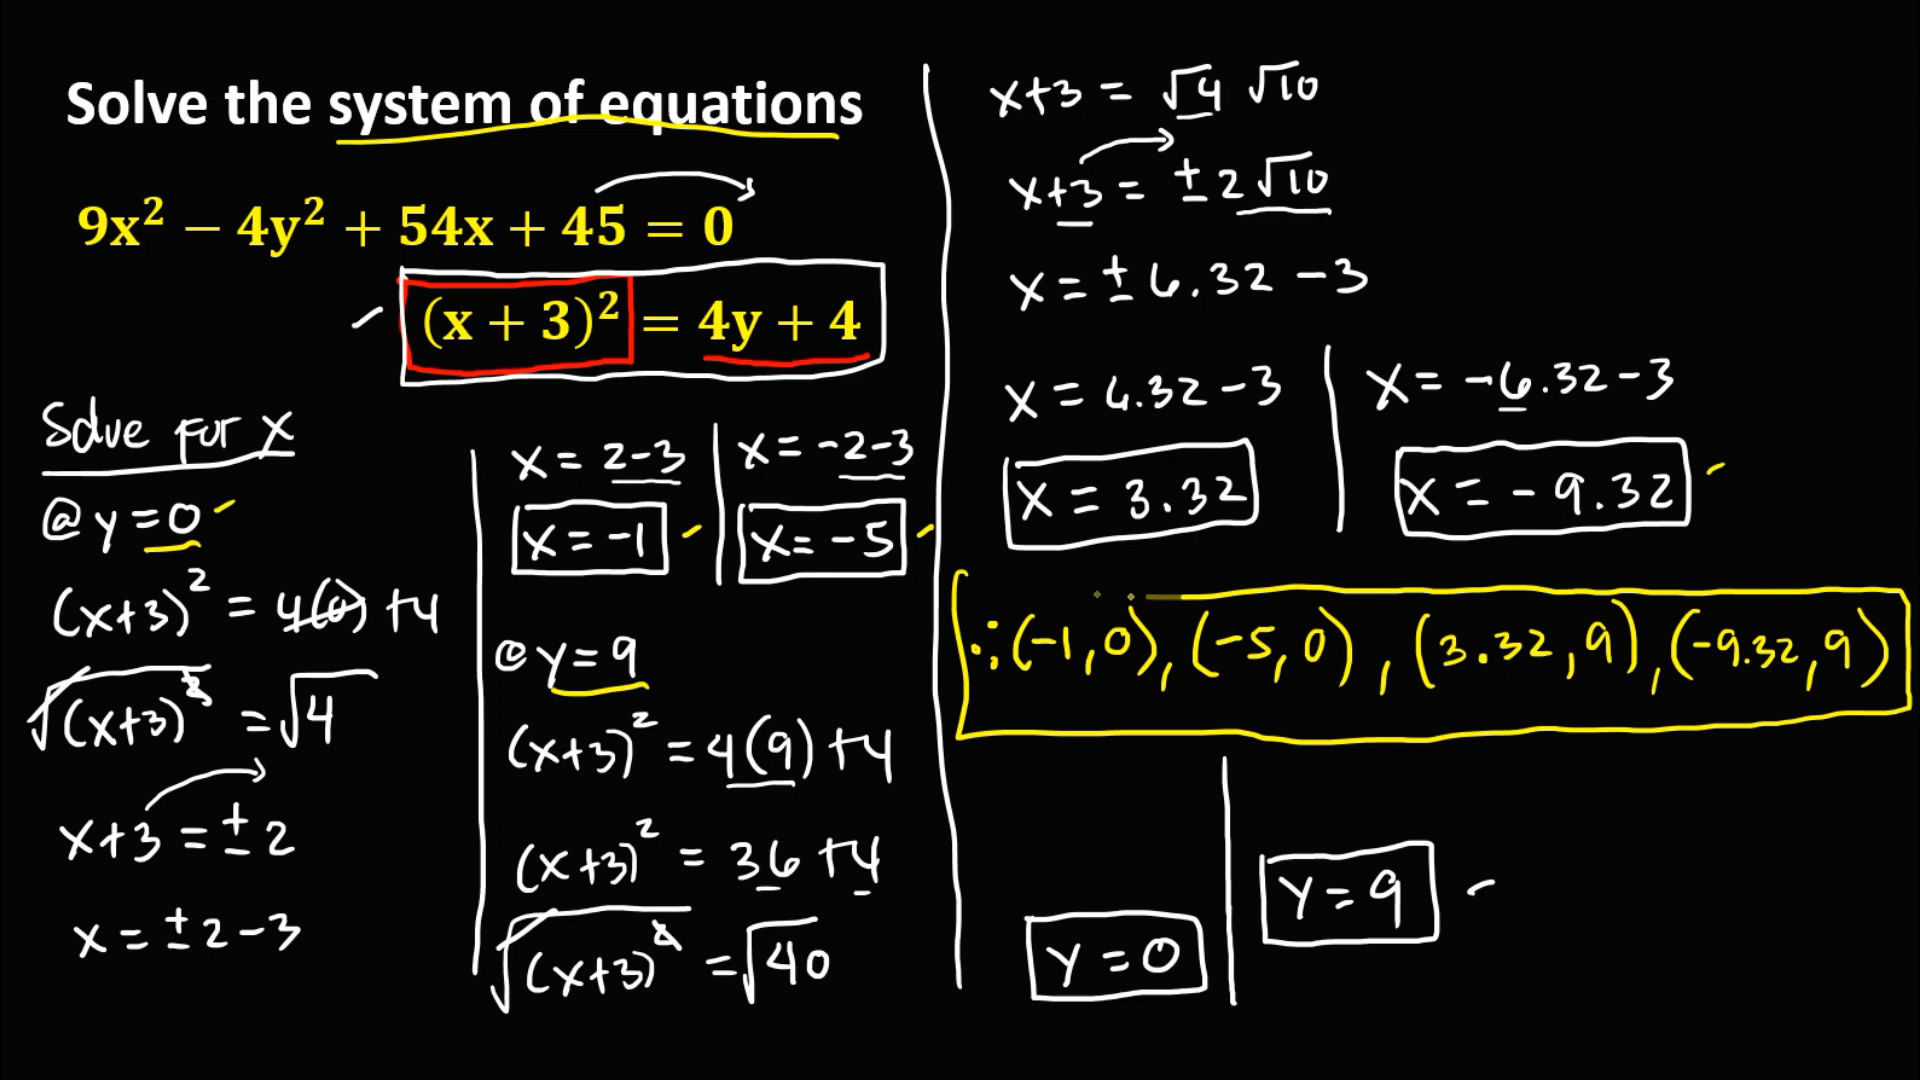 Solve the system of equations
9x² − 4y² + 54x + 45 = 0
(x + 3)² = 4y + 4
Solve for x
@ y = 0
(x+3)² = 4(0) + 4
√(x+3)² = √4
x+3 = ± 2
x = ± 2 - 3
x = 2-3
x = -1
x = -2-3
x = -5
@ y = 9
(x+3)² = 4(9) + 4
(x+3)² = 36 + 4
√(x+3)² = √40
x+3 = √4 √10
x+3 = ± 2√10
x = ± 6.32 - 3
x = 6.32 - 3
x = 3.32
x = -6.32 - 3
x = -9.32
∴ (-1,0), (-5,0), (3.32,9), (-9.32,9)
y = 0
y = 9